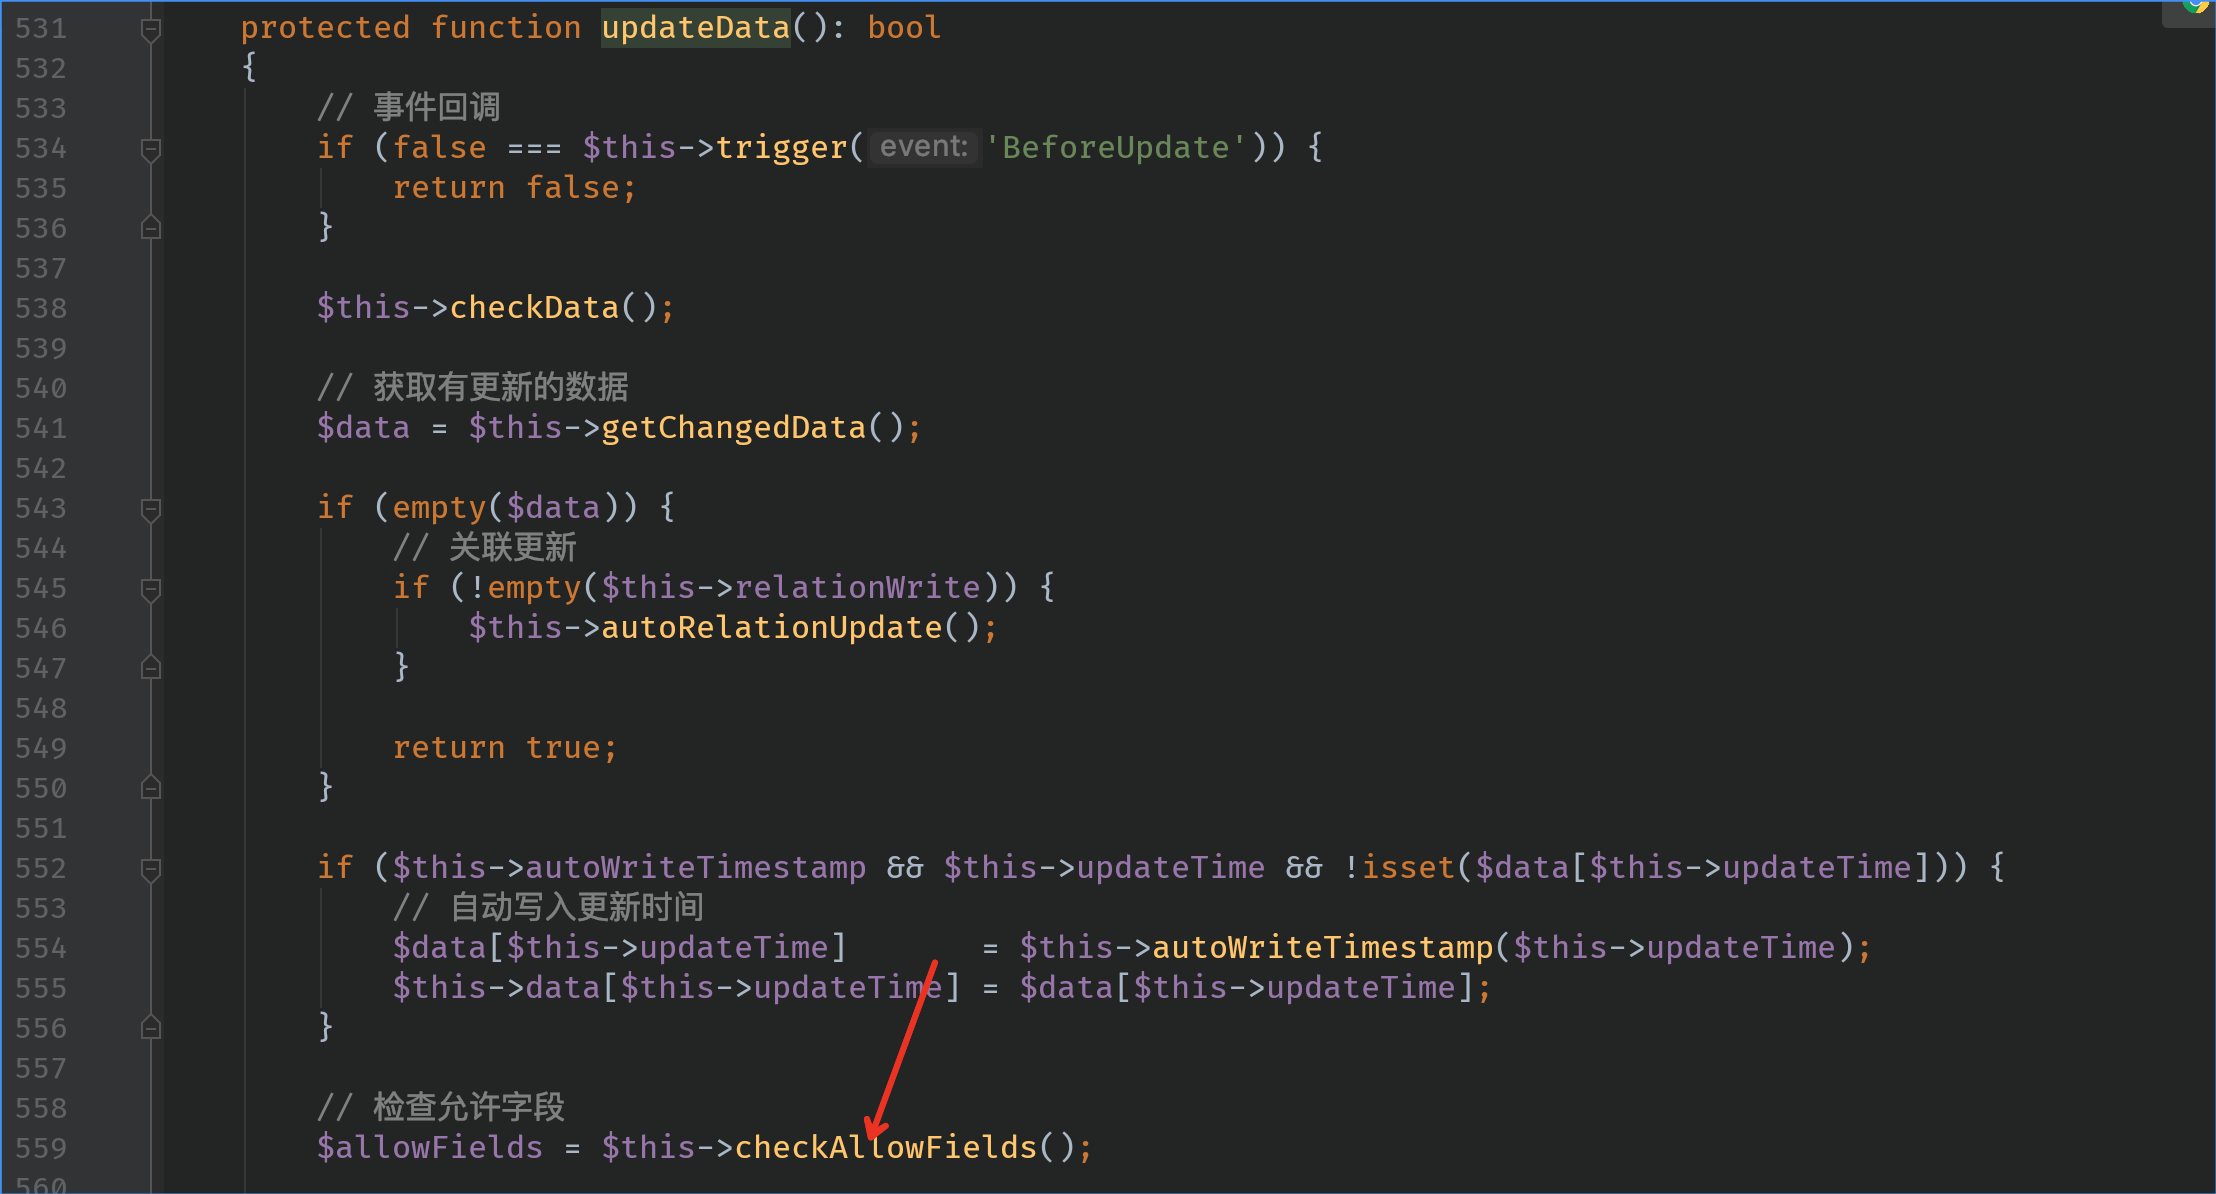 531 protected function updateData(): bool
532 {
533 // 事件回调
534 if (false === $this->trigger( event: 'BeforeUpdate')) {
535 return false;
536 }
537
538 $this->checkData();
539
540 // 获取有更新的数据
541 $data = $this->getChangedData();
542
543 if (empty($data)) {
544 // 关联更新
545 if (!empty($this->relationWrite)) {
546 $this->autoRelationUpdate();
547 }
548
549 return true;
550 }
551
552 if ($this->autoWriteTimestamp && $this->updateTime && !isset($data[$this->updateTime])) {
553 // 自动写入更新时间
554 $data[$this->updateTime] = $this->autoWriteTimestamp($this->updateTime);
555 $this->data[$this->updateTime] = $data[$this->updateTime];
556 }
557
558 // 检查允许字段
559 $allowFields = $this->checkAllowFields();
560